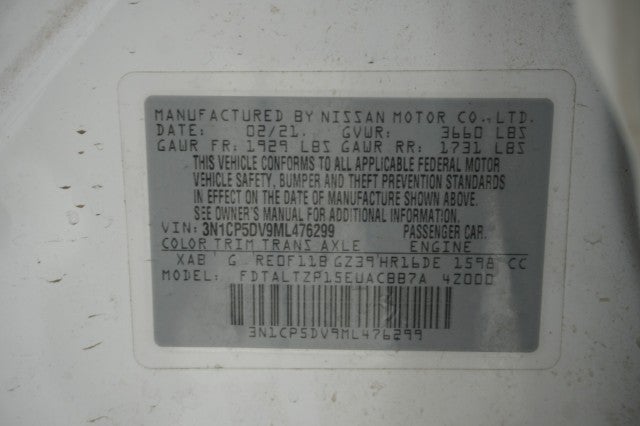 MANUFACTURED BY NISSAN MOTOR CO., LTD.
DATE: 02/21. GVWR: 3660 LBS
GAWR FR: 1929 LBS GAWR RR: 1731 LBS
THIS VEHICLE CONFORMS TO ALL APPLICABLE FEDERAL MOTOR
VEHICLE SAFETY, BUMPER AND THEFT PREVENTION STANDARDS
IN EFFECT ON THE DATE OF MANUFACTURE SHOWN ABOVE.
SEE OWNER'S MANUAL FOR ADDITIONAL INFORMATION.
VIN: 3N1CP5DV9ML476299 PASSENGER CAR.
COLOR TRIM TRANS AXLE ENGINE
XAB G RE0F11B GZ39 HR16DE 1598 CC
MODEL: FDTALTZP15EUAC887A 4Z000
3N1CP5DV9ML476299